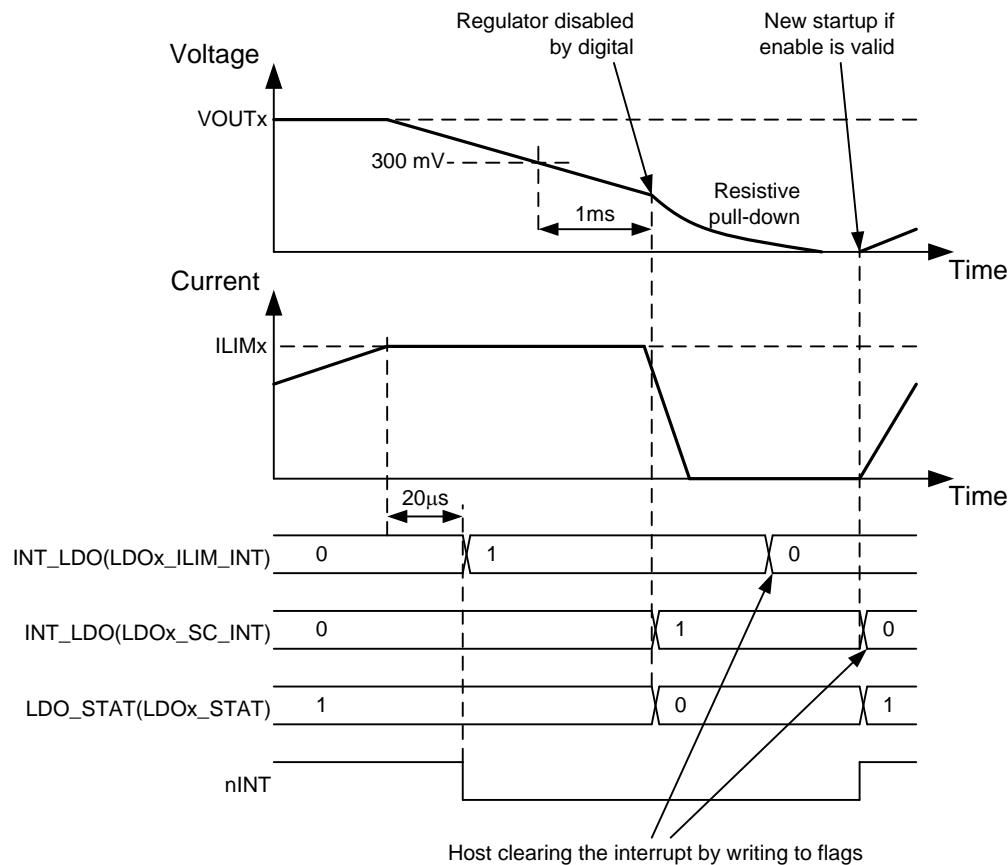 Regulator disabled
by digital
New startup if
enable is valid
Voltage
VOUTx
300 mV
1ms
Resistive
pull-down
Time
Current
ILIMx
Time
20μs
INT_LDO(LDOx_ILIM_INT) 0 1 0
INT_LDO(LDOx_SC_INT) 0 1 0
LDO_STAT(LDOx_STAT) 1 0 1
nINT
Host clearing the interrupt by writing to flags